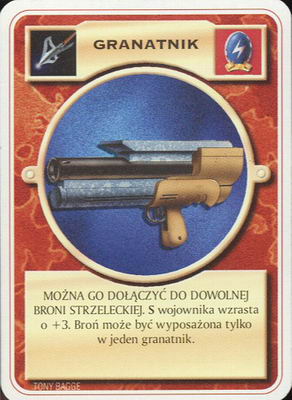 GRANATNIK
MOŻNA GO DOŁĄCZYĆ DO DOWOLNEJ
BRONI STRZELECKIEJ. S wojownika wzrasta
o +3. Broń może być wyposażona tylko
w jeden granatnik.
TONY BAGGE